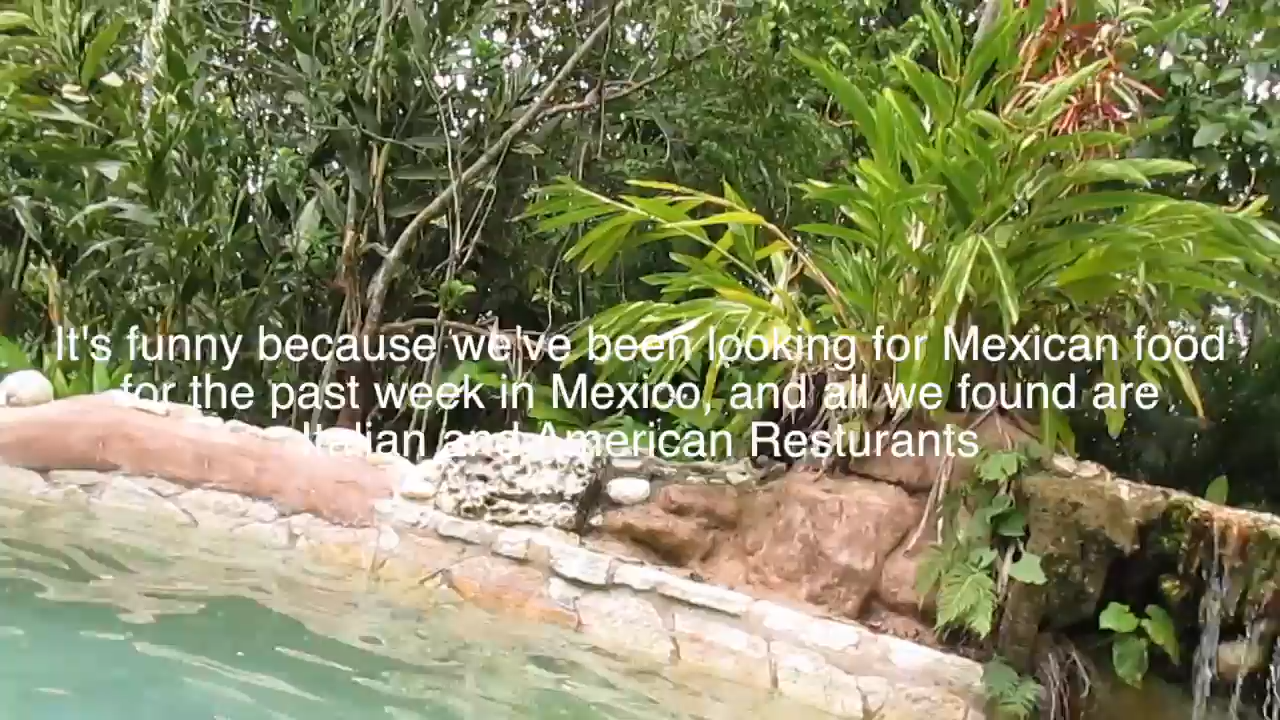 It's funny because we've been looking for Mexican food
for the past week in Mexico, and all we found are
Italian and American Resturants